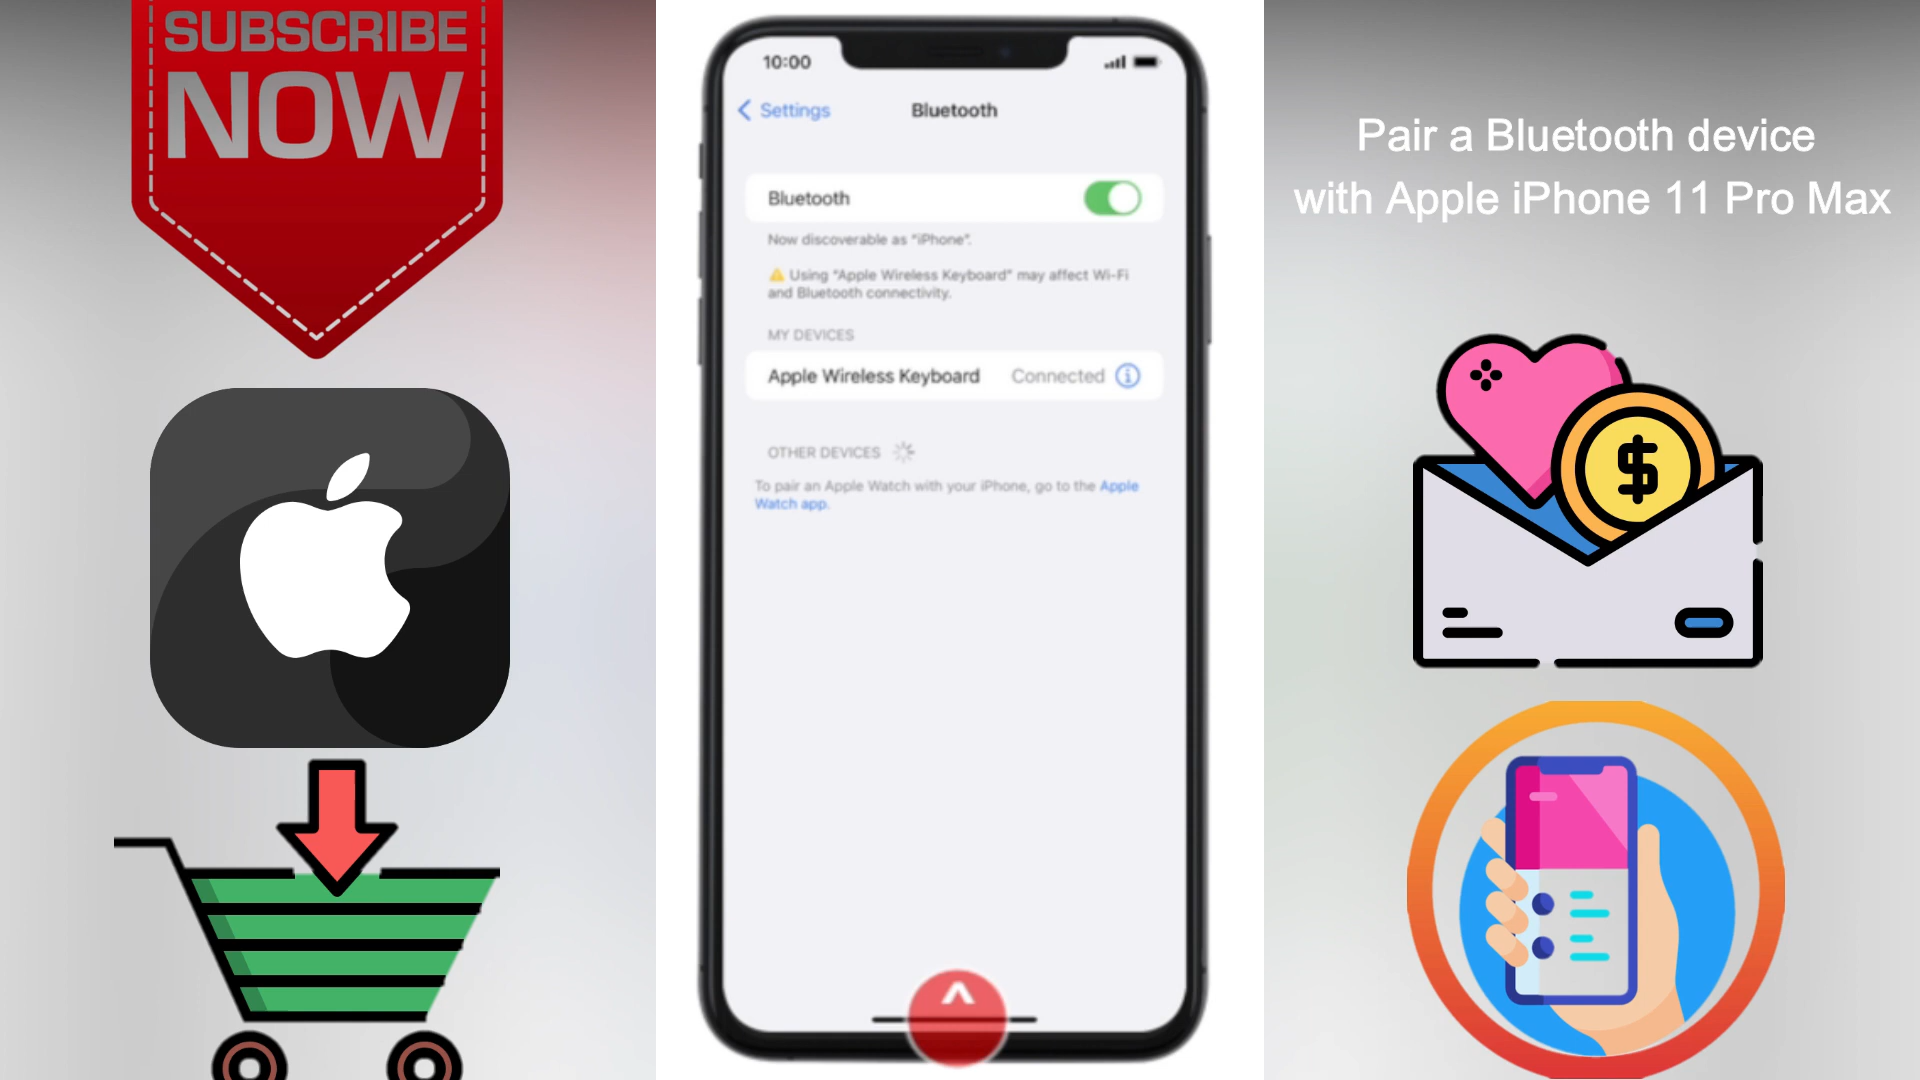 SUBSCRIBE
NOW
10:00
Settings
Bluetooth
Bluetooth
Now discoverable as "iPhone".
Using "Apple Wireless Keyboard" may affect Wi-Fi
and Bluetooth connectivity.
MY DEVICES
Apple Wireless Keyboard Connected
OTHER DEVICES
To pair an Apple Watch with your iPhone, go to the Apple
Watch app.
Pair a Bluetooth device
with Apple iPhone 11 Pro Max
$